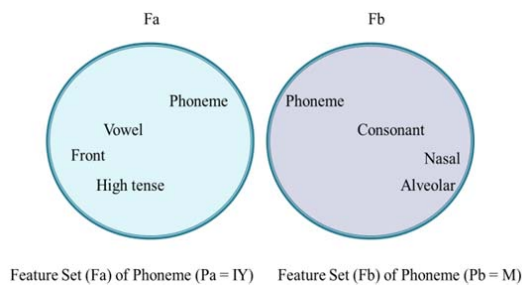 Fa
Fb
Phoneme
Vowel
Front
High tense
Phoneme
Consonant
Nasal
Alveolar
Feature Set (Fa) of Phoneme (Pa = IY)
Feature Set (Fb) of Phoneme (Pb = M)